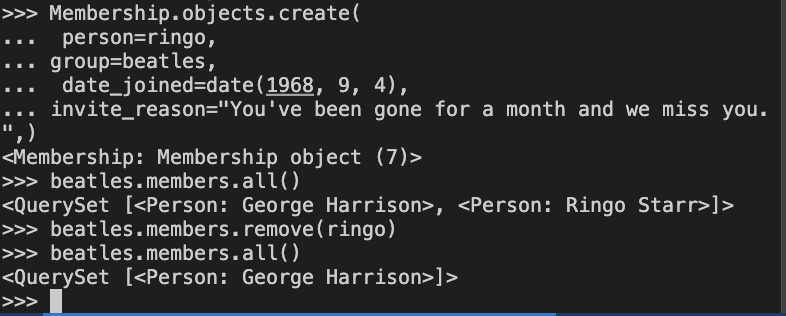 >>> Membership.objects.create(
...  person=ringo,
... group=beatles,
...  date_joined=date(1968, 9, 4),
... invite_reason="You've been gone for a month and we miss you.
",)
<Membership: Membership object (7)>
>>> beatles.members.all()
<QuerySet [<Person: George Harrison>, <Person: Ringo Starr>]>
>>> beatles.members.remove(ringo)
>>> beatles.members.all()
<QuerySet [<Person: George Harrison>]>
>>>